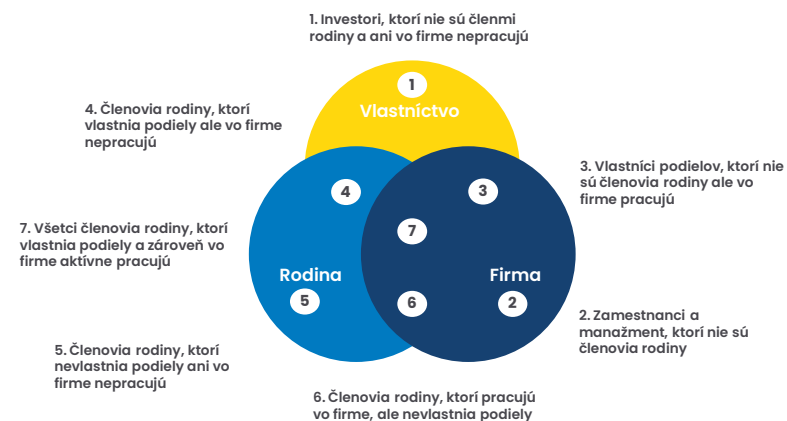 1. Investori, ktorí nie sú členmi
rodiny a ani vo firme nepracujú
1
Vlastníctvo
4. Členovia rodiny, ktorí
vlastnia podiely ale vo firme
nepracujú
3. Vlastníci podielov, ktorí nie
sú členovia rodiny ale vo
firme pracujú
4
3
7. Všetci členovia rodiny, ktorí
vlastnia podiely a zároveň vo
firme aktívne pracujú
7
Rodina
Firma
5
6
2
2. Zamestnanci a
manažment, ktorí nie sú
členovia rodiny
5. Členovia rodiny, ktorí
nevlastnia podiely ani vo
firme nepracujú
6. Členovia rodiny, ktorí pracujú
vo firme, ale nevlastnia podiely